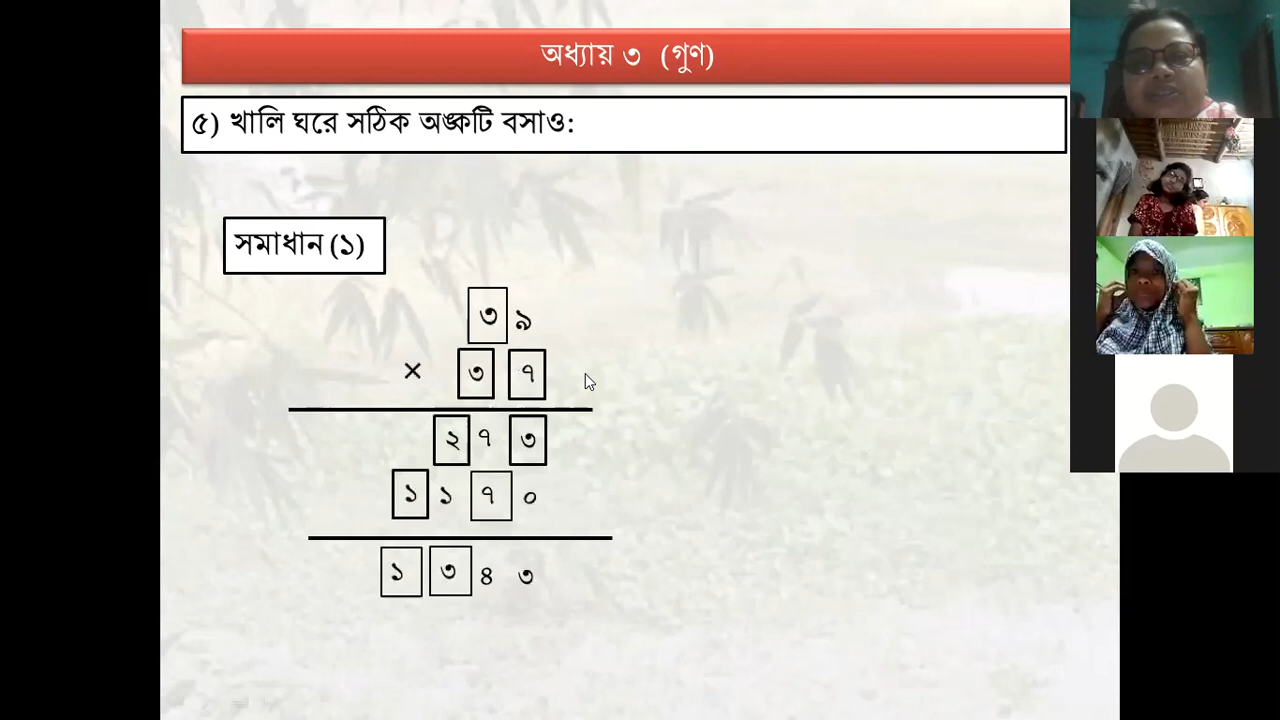 অধ্যায় ৩ (গুণ)
৫) খালি ঘরে সঠিক অঙ্কটি বসাও:
সমাধান (১)
৩ ৯
× ৩ ৭
২ ৭ ৩
১ ১ ৭ ০
১ ৩ ৪ ৩